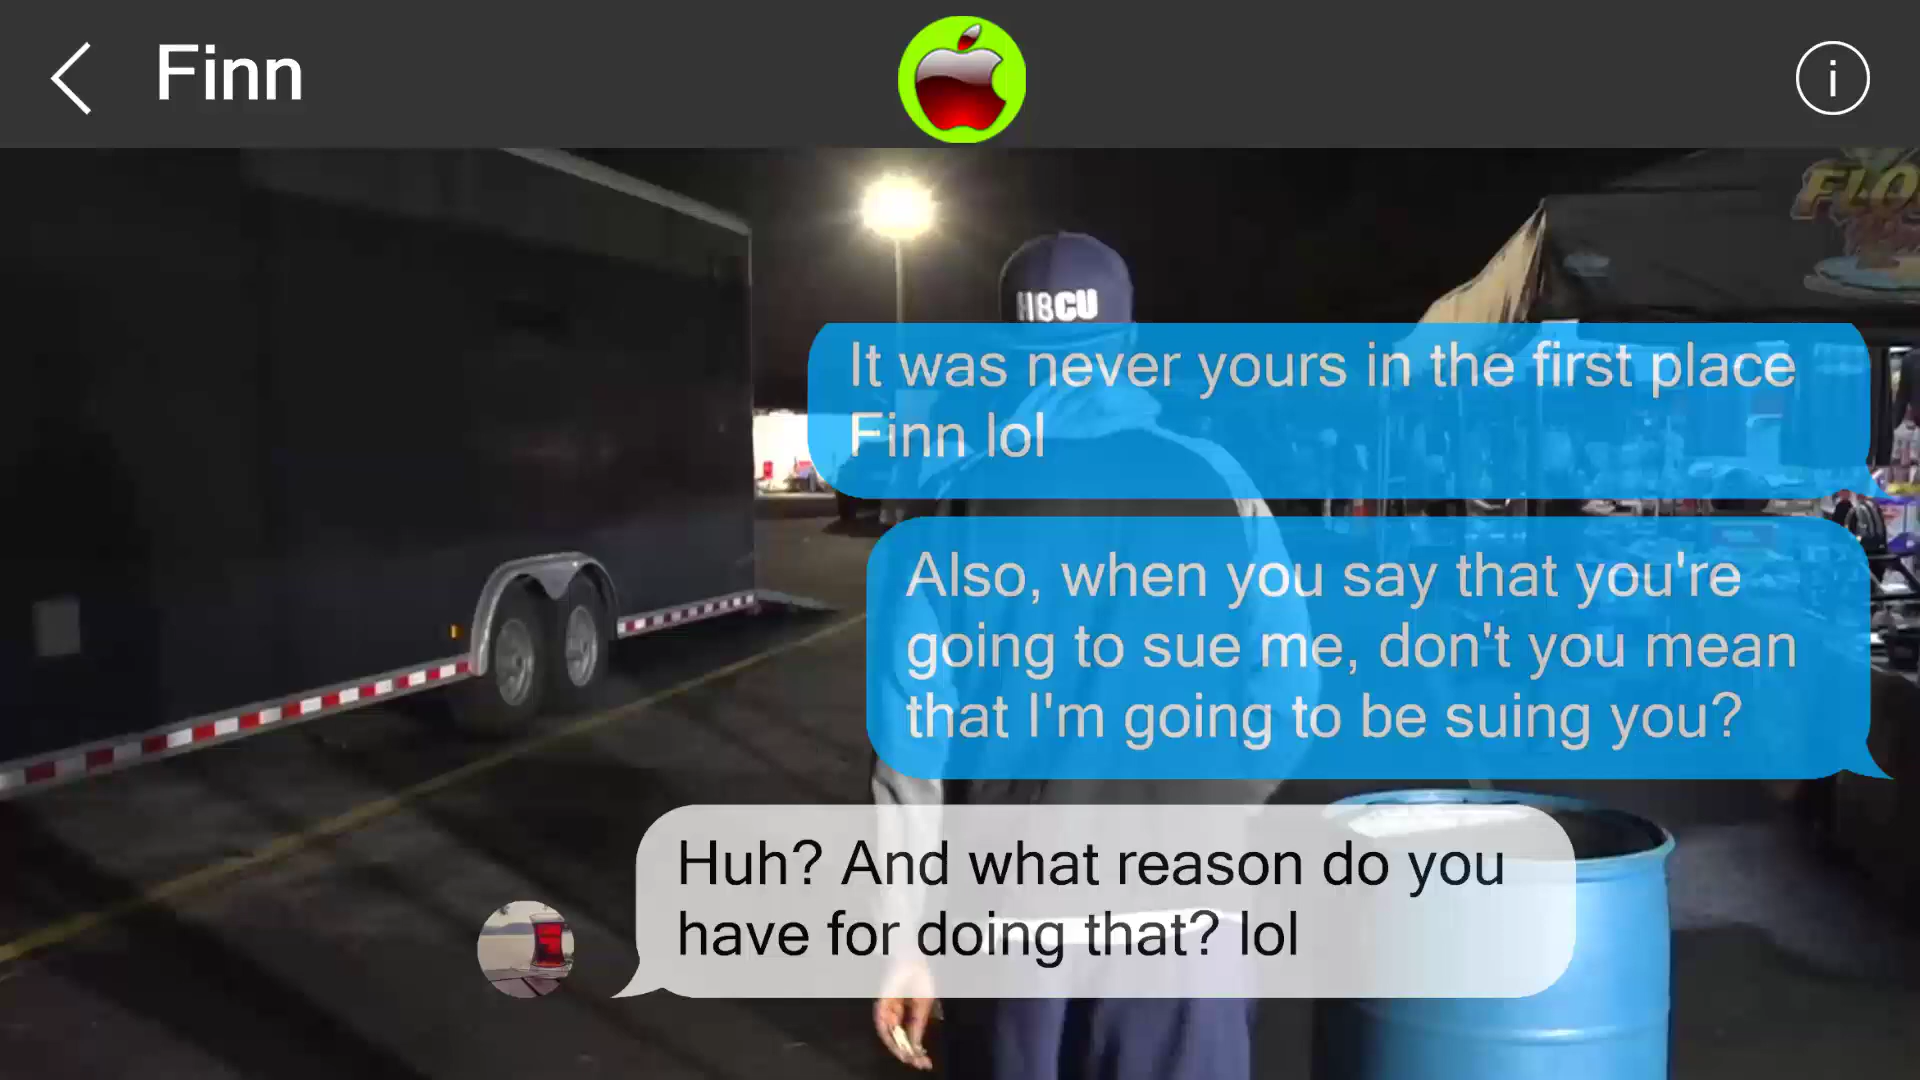 Finn
i
FLO
H8CU
It was never yours in the first place
Finn lol
Also, when you say that you're
going to sue me, don't you mean
that I'm going to be suing you?
Huh? And what reason do you
have for doing that? lol